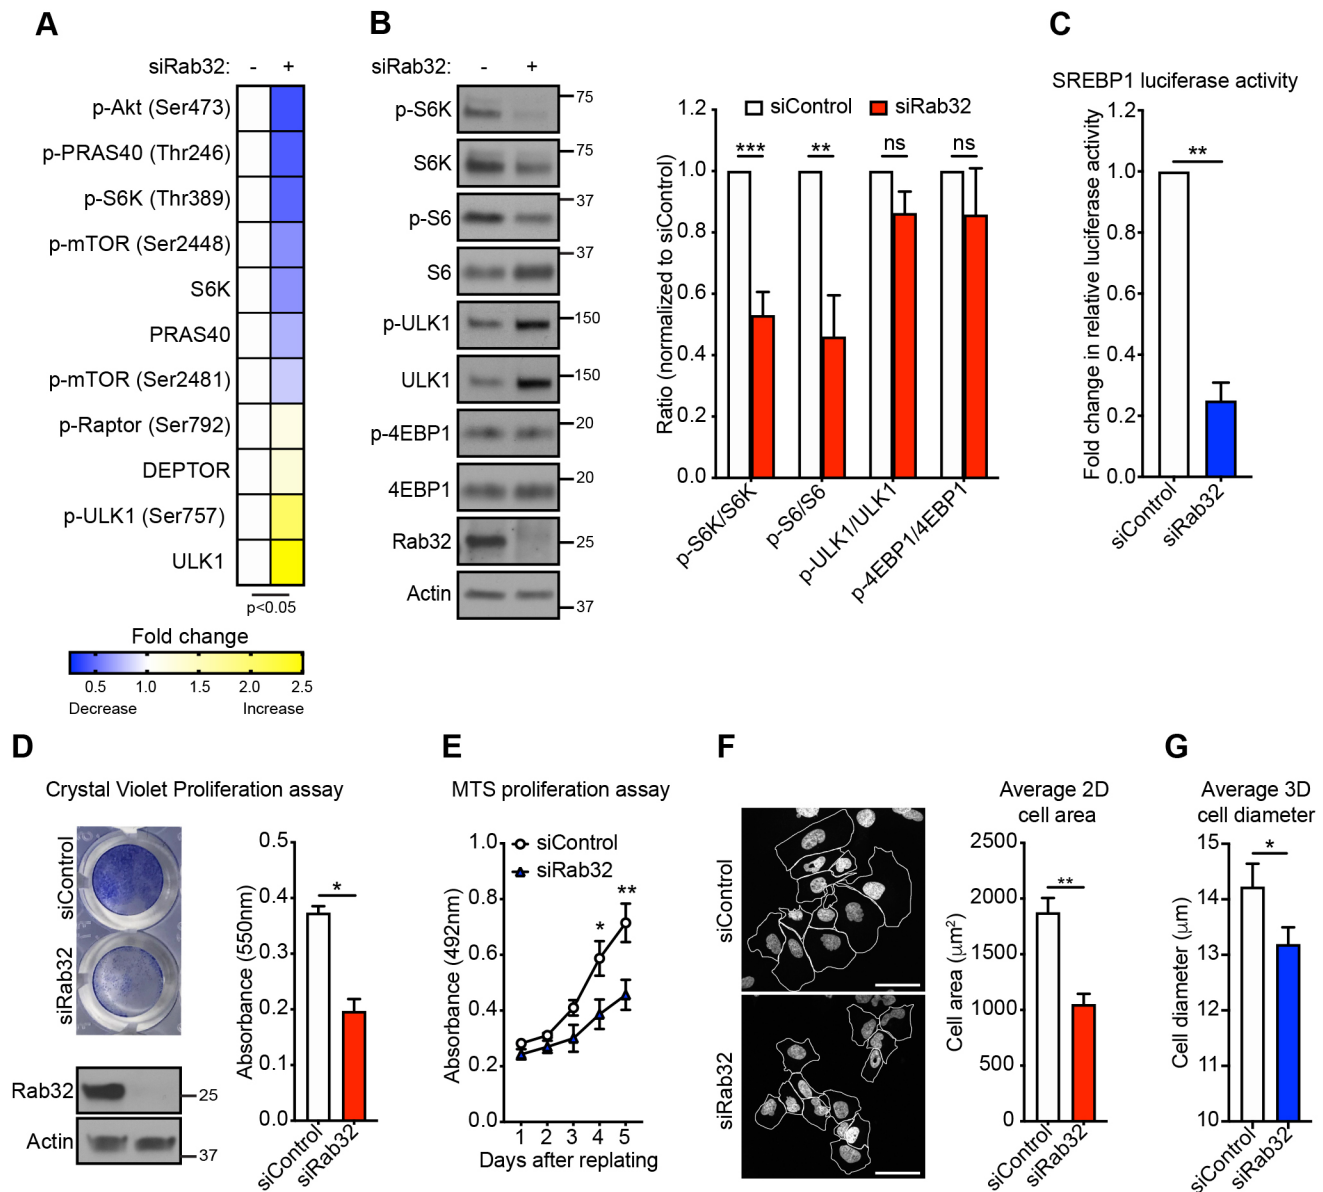 A
siRab32: - +
p-Akt (Ser473)
p-PRAS40 (Thr246)
p-S6K (Thr389)
p-mTOR (Ser2448)
S6K
PRAS40
p-mTOR (Ser2481)
p-Raptor (Ser792)
DEPTOR
p-ULK1 (Ser757)
ULK1
p<0.05
Fold change
0.5 1.0 1.5 2.0 2.5
Decrease Increase
B
siRab32: - +
p-S6K 75
S6K 75
p-S6 37
S6 37
p-ULK1 150
ULK1 150
p-4EBP1 20
4EBP1 20
Rab32 25
Actin 37
siControl siRab32
Ratio (normalized to siControl)
1.2
1.0
0.8
0.6
0.4
0.2
0.0
*** ** ns ns
p-S6K/S6K
p-S6/S6
p-ULK1/ULK1
p-4EBP1/4EBP1
C
SREBP1 luciferase activity
Fold change in relative luciferase activity
1.2
1.0
0.8
0.6
0.4
0.2
0.0
**
siControl
siRab32
D
Crystal Violet Proliferation assay
siControl
siRab32
Rab32 25
Actin 37
Absorbance (550nm)
0.5
0.4
0.3
0.2
0.1
0.0
*
siControl
siRab32
E
MTS proliferation assay
siControl
siRab32
Absorbance (492nm)
1.0
0.8
0.6
0.4
0.2
0.0
* **
1 2 3 4 5
Days after replating
F
siControl
siRab32
Average 2D
cell area
Cell area (µm²)
2500
2000
1500
1000
500
0
**
siControl
siRab32
G
Average 3D
cell diameter
Cell diameter (µm)
15
14
13
12
11
10
*
siControl
siRab32